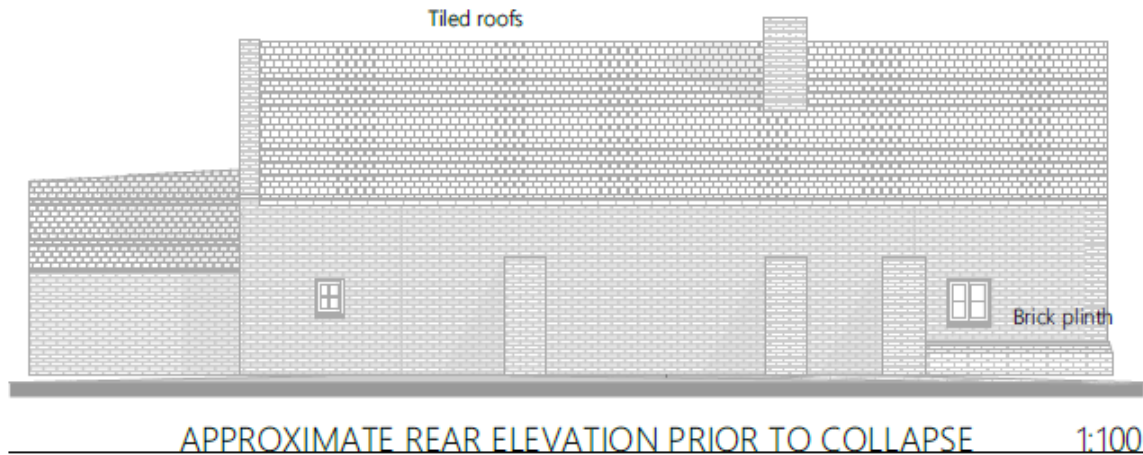 Tiled roofs
Brick plinth
APPROXIMATE REAR ELEVATION PRIOR TO COLLAPSE 1:100